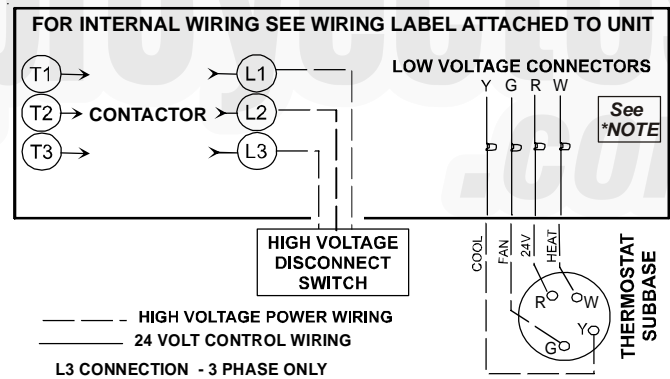 FOR INTERNAL WIRING SEE WIRING LABEL ATTACHED TO UNIT
T1
L1
LOW VOLTAGE CONNECTORS
Y G R W
T2 CONTACTOR L2
See
*NOTE
T3
L3
HIGH VOLTAGE
DISCONNECT
SWITCH
COOL
FAN
24V
HEAT
THERMOSTAT
SUBBASE
R
W
Y
G
HIGH VOLTAGE POWER WIRING
24 VOLT CONTROL WIRING
L3 CONNECTION - 3 PHASE ONLY